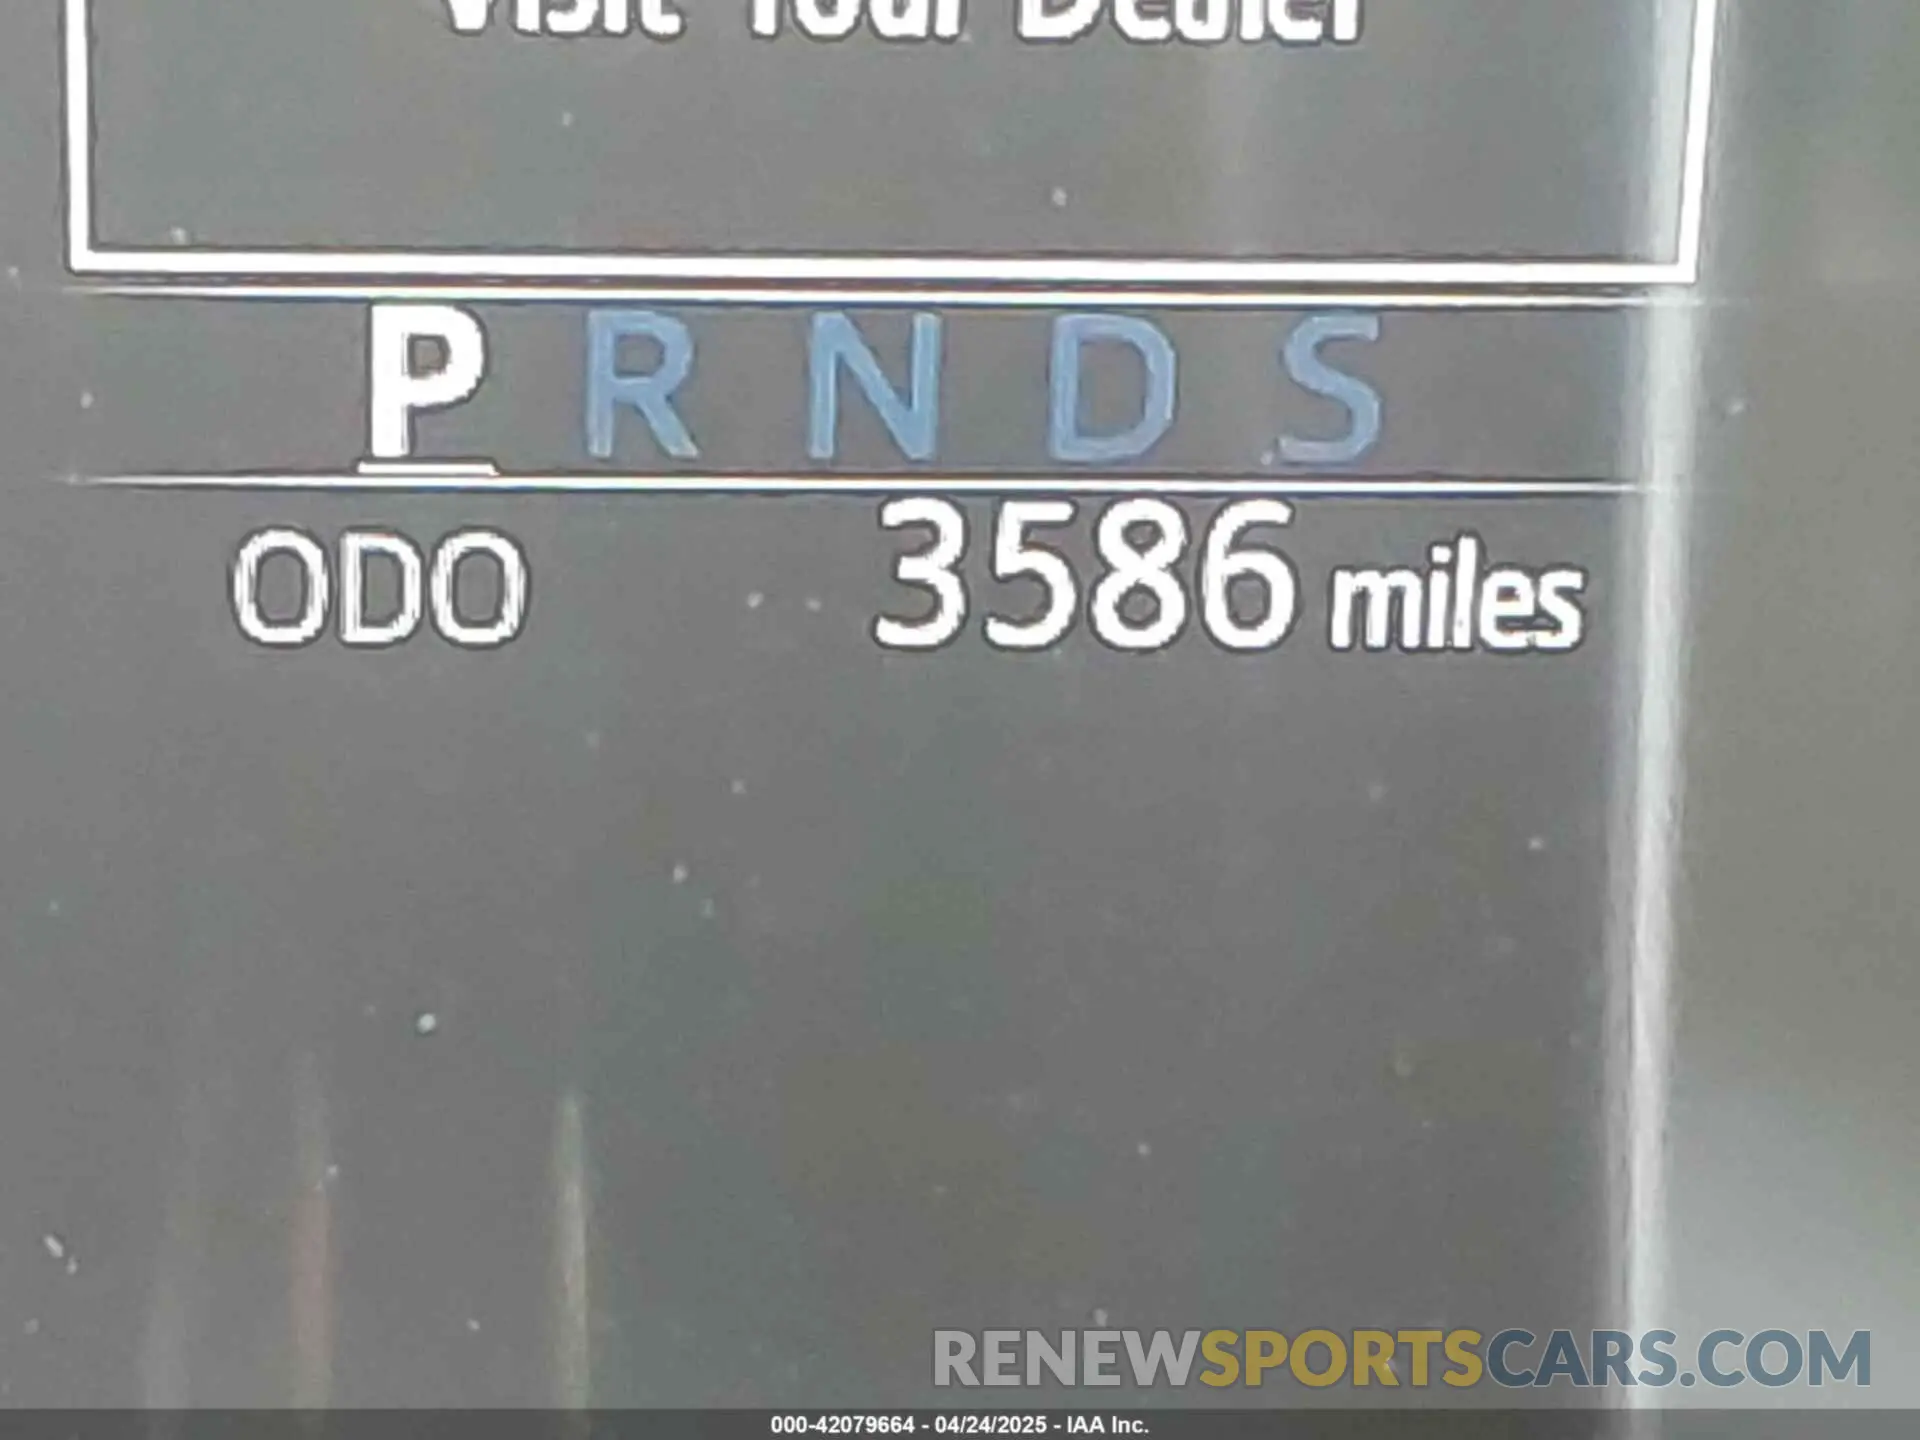 Visit Your Dealer
P R N D S
ODO 3586 miles
RENEWSPORTSCARS.COM
000-42079664 - 04/24/2025 - IAA Inc.